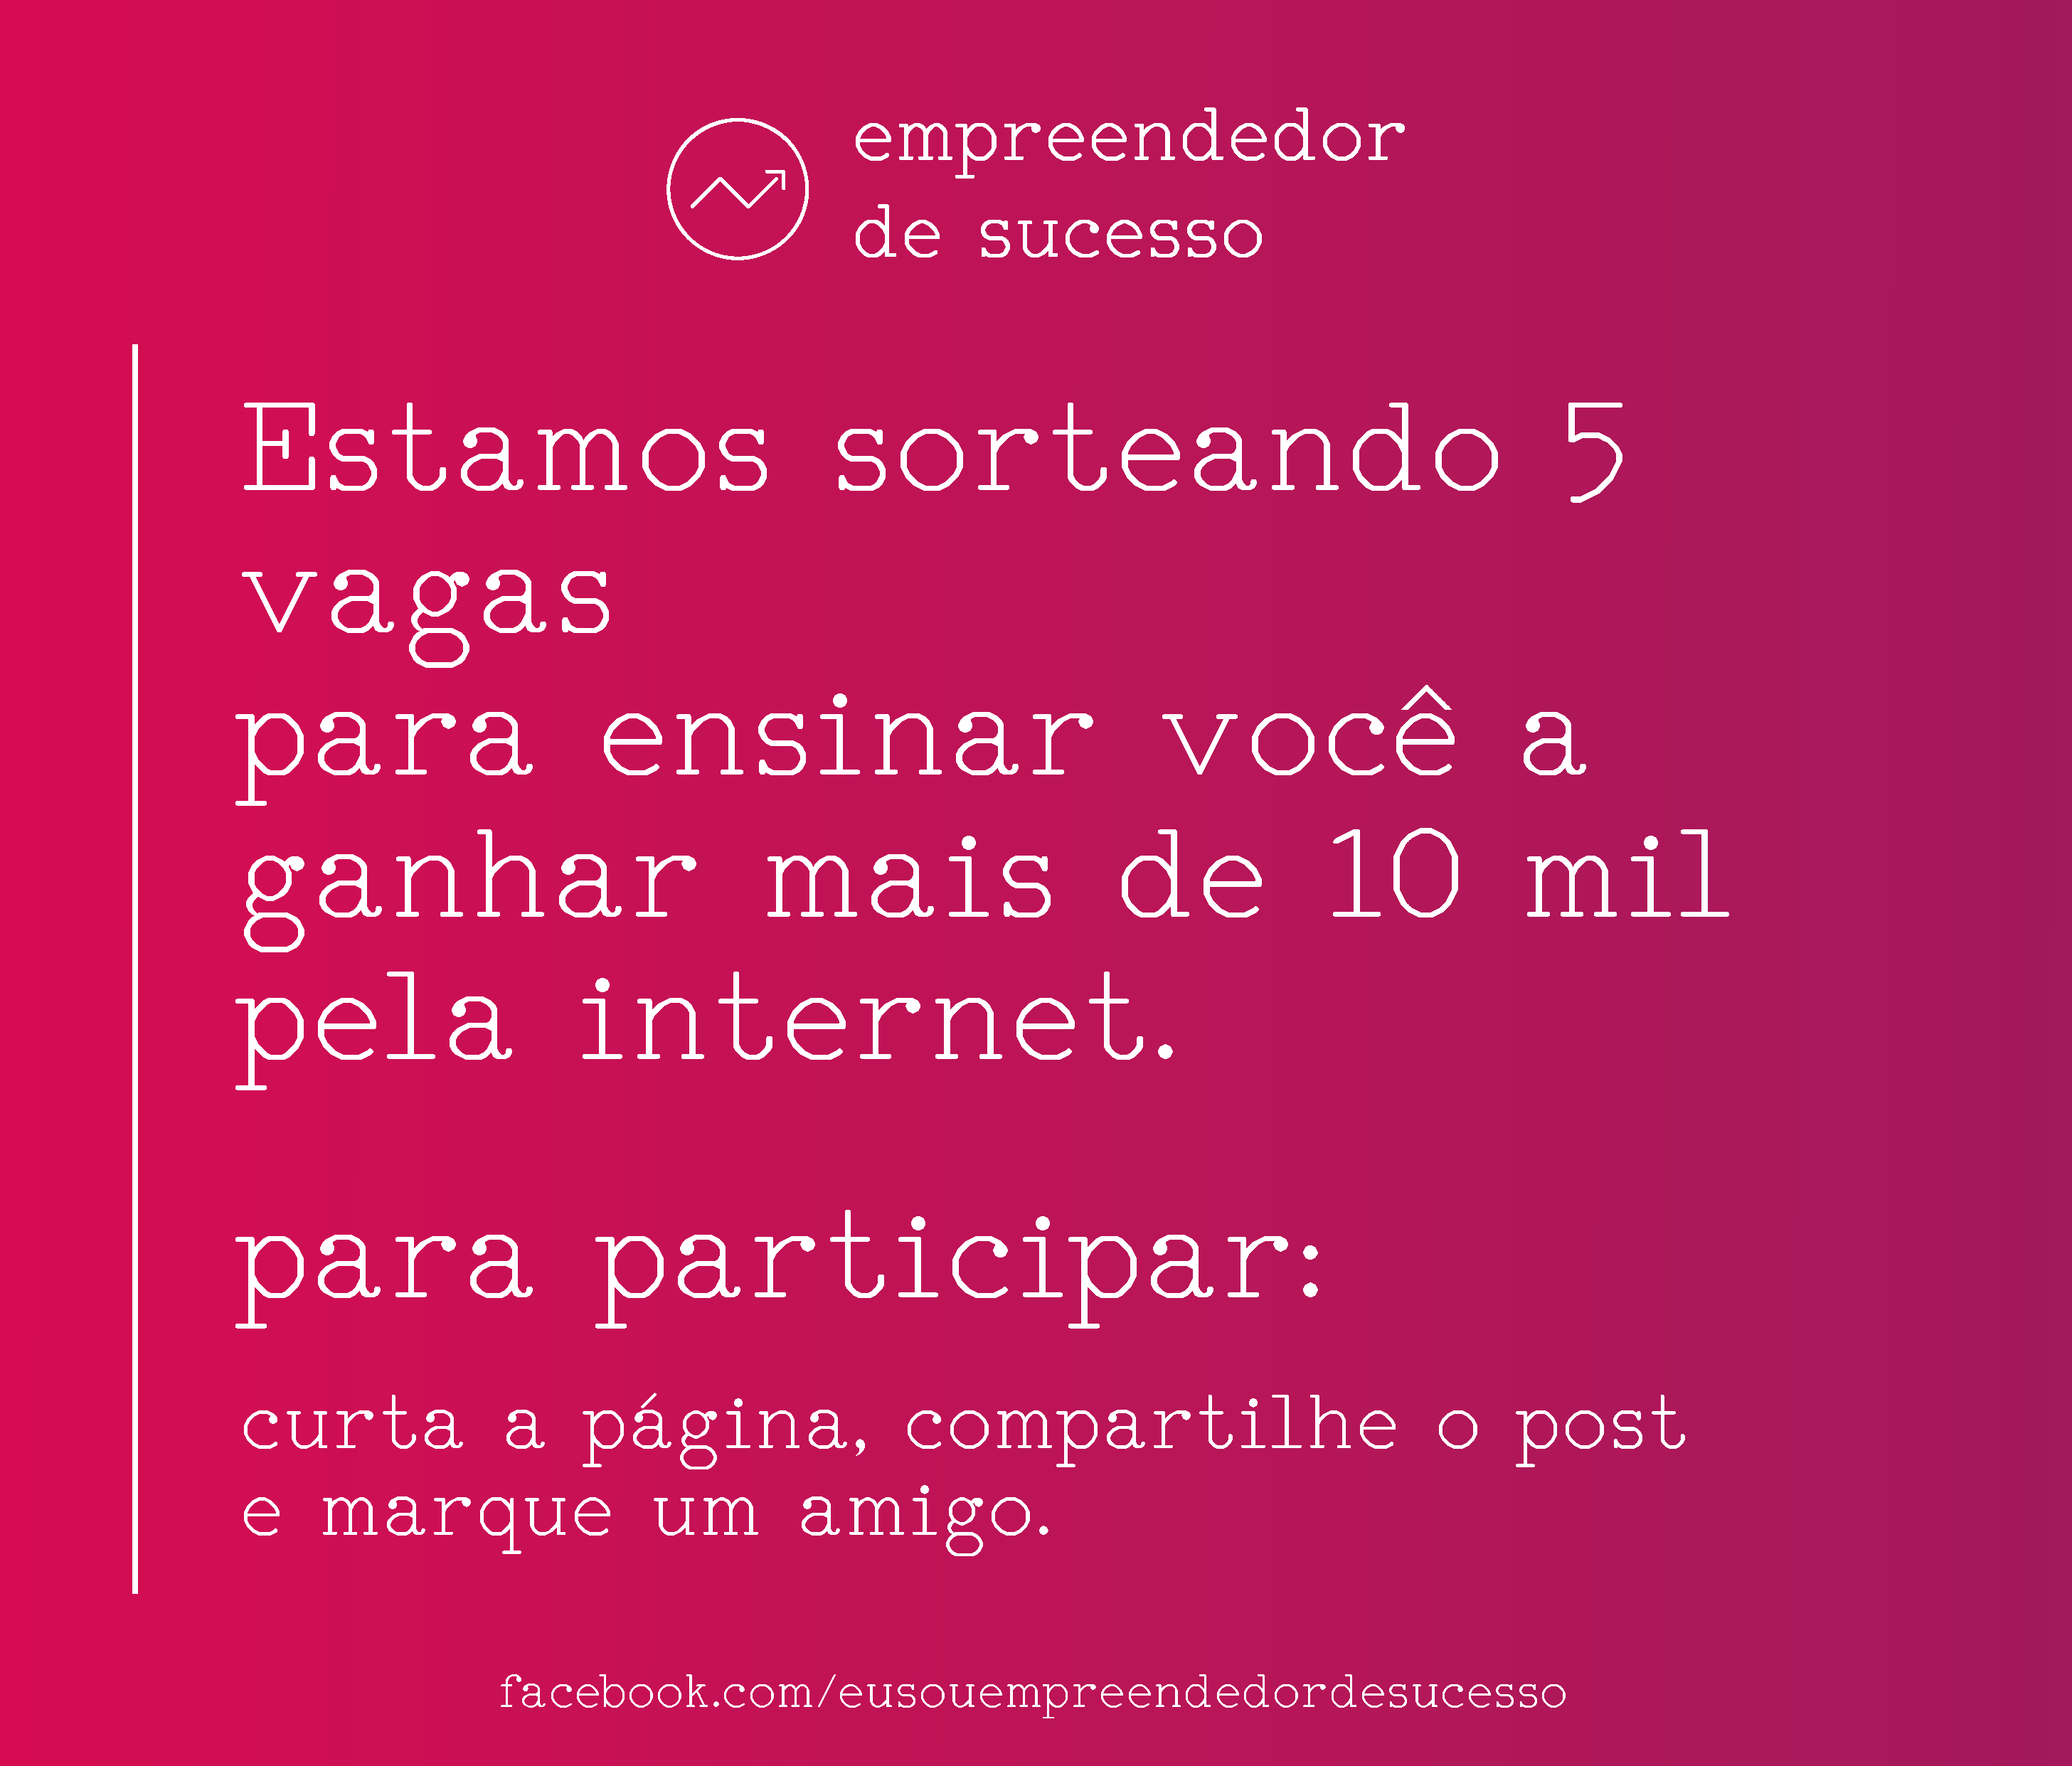 empreendedor
de sucesso
Estamos sorteando 5
vagas
para ensinar você a
ganhar mais de 10 mil
pela internet.
para participar:
curta a página, compartilhe o post
e marque um amigo.
facebook.com/eusouempreendedordesucesso